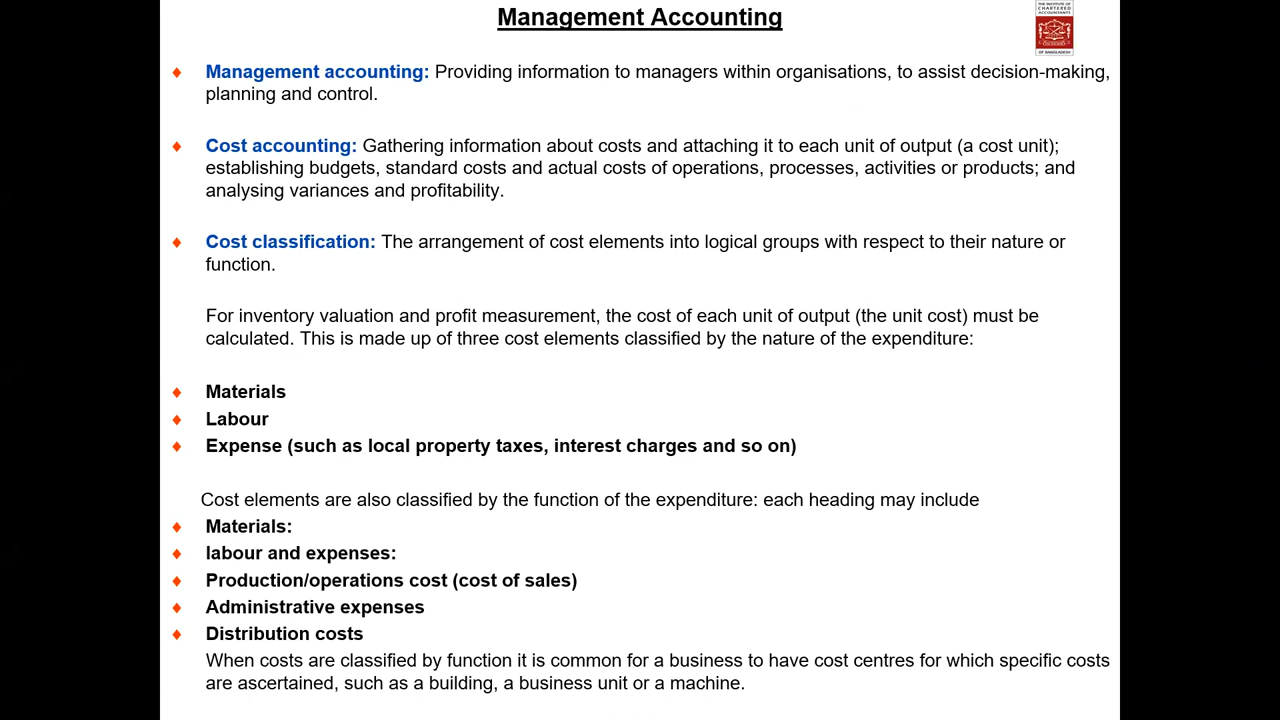 Management Accounting
THE INSTITUTE OF
CHARTERED
ACCOUNTANTS
OF BANGLADESH
Management accounting: Providing information to managers within organisations, to assist decision-making,
planning and control.
Cost accounting: Gathering information about costs and attaching it to each unit of output (a cost unit);
establishing budgets, standard costs and actual costs of operations, processes, activities or products; and
analysing variances and profitability.
Cost classification: The arrangement of cost elements into logical groups with respect to their nature or
function.
For inventory valuation and profit measurement, the cost of each unit of output (the unit cost) must be
calculated. This is made up of three cost elements classified by the nature of the expenditure:
Materials
Labour
Expense (such as local property taxes, interest charges and so on)
Cost elements are also classified by the function of the expenditure: each heading may include
Materials:
labour and expenses:
Production/operations cost (cost of sales)
Administrative expenses
Distribution costs
When costs are classified by function it is common for a business to have cost centres for which specific costs
are ascertained, such as a building, a business unit or a machine.